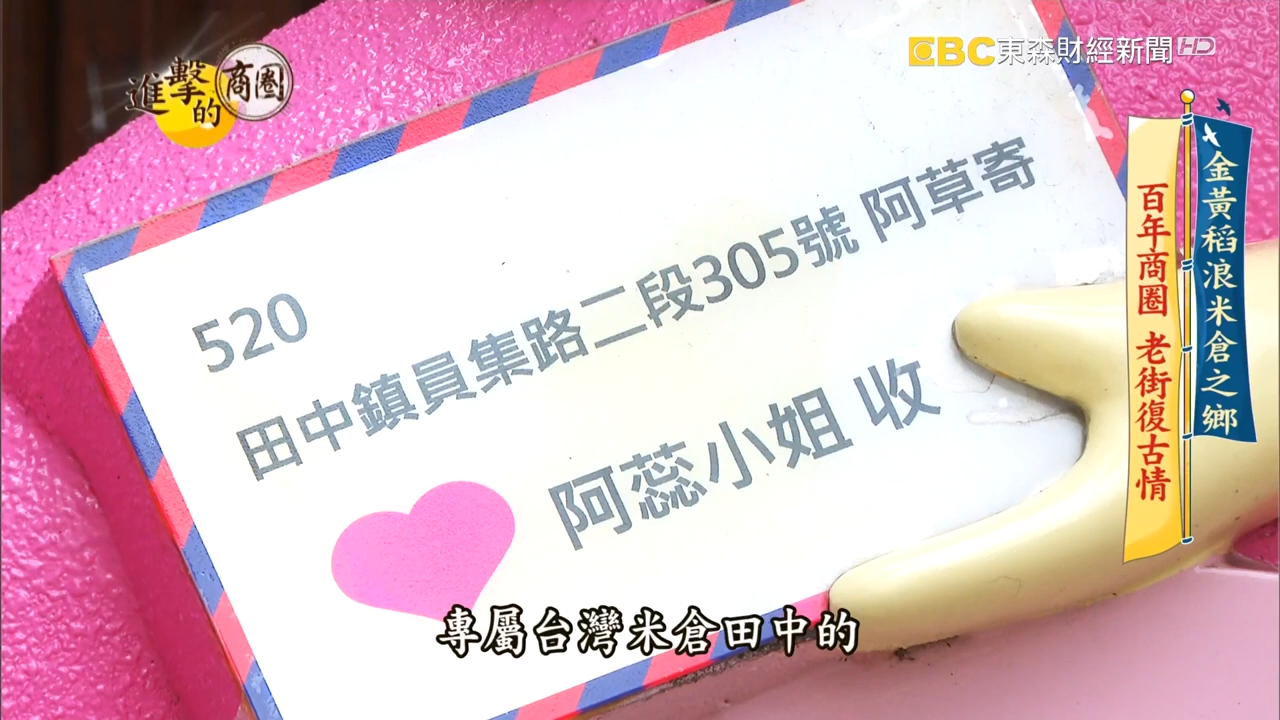 進擊的商圈
EBC東森財經新聞HD
金黃稻浪米倉之鄉
百年商圈 老街復古情
520
田中鎮員集路二段305號 阿草寄
阿蕊小姐 收
專屬台灣米倉田中的